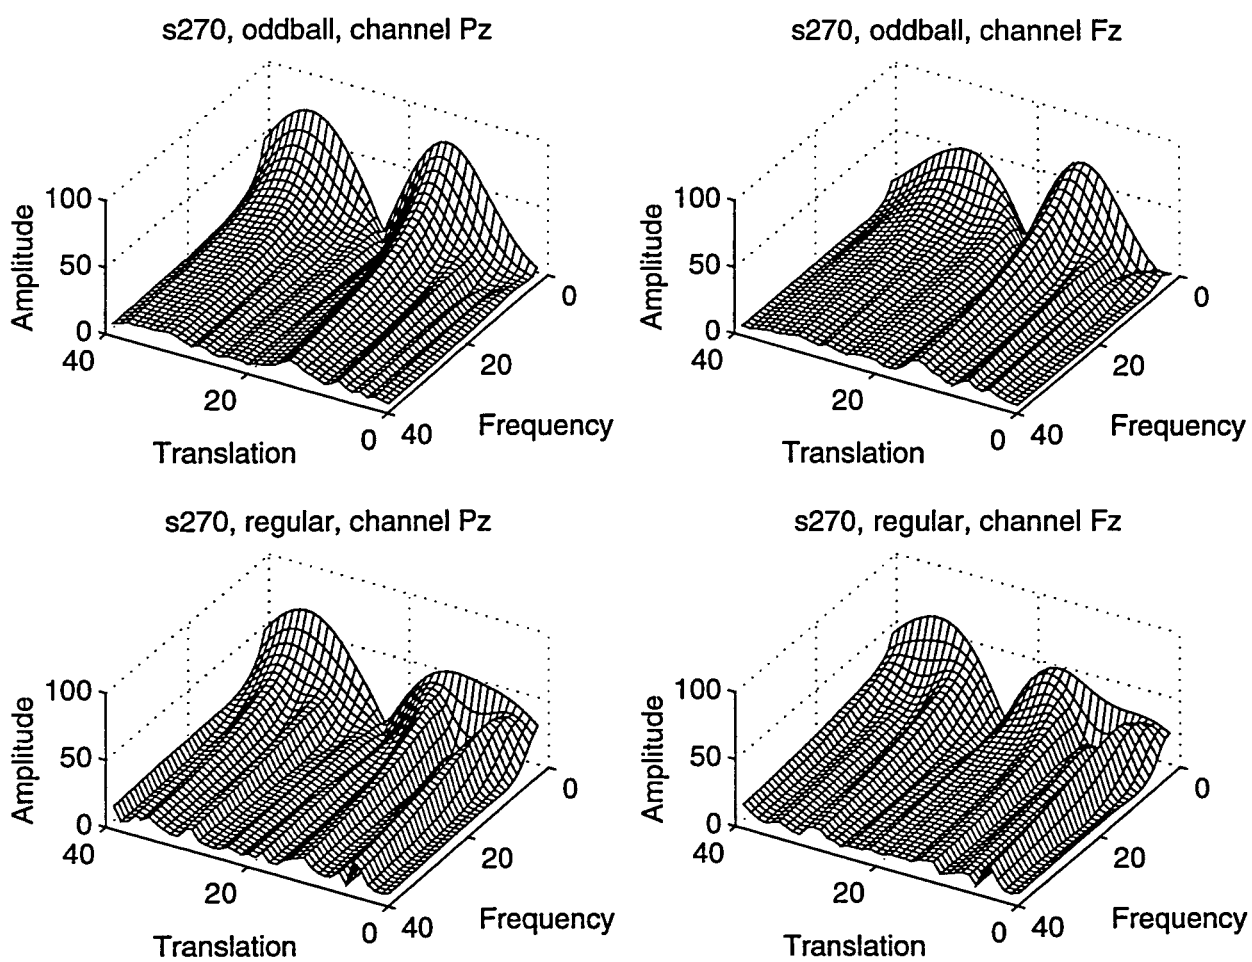 s270, oddball, channel Pz
100
50
0
40
20
0
40
20
0
Amplitude
Translation
Frequency
s270, oddball, channel Fz
100
50
0
40
20
0
40
20
0
Amplitude
Translation
Frequency
s270, regular, channel Pz
100
50
0
40
20
0
40
20
0
Amplitude
Translation
Frequency
s270, regular, channel Fz
100
50
0
40
20
0
40
20
0
Amplitude
Translation
Frequency